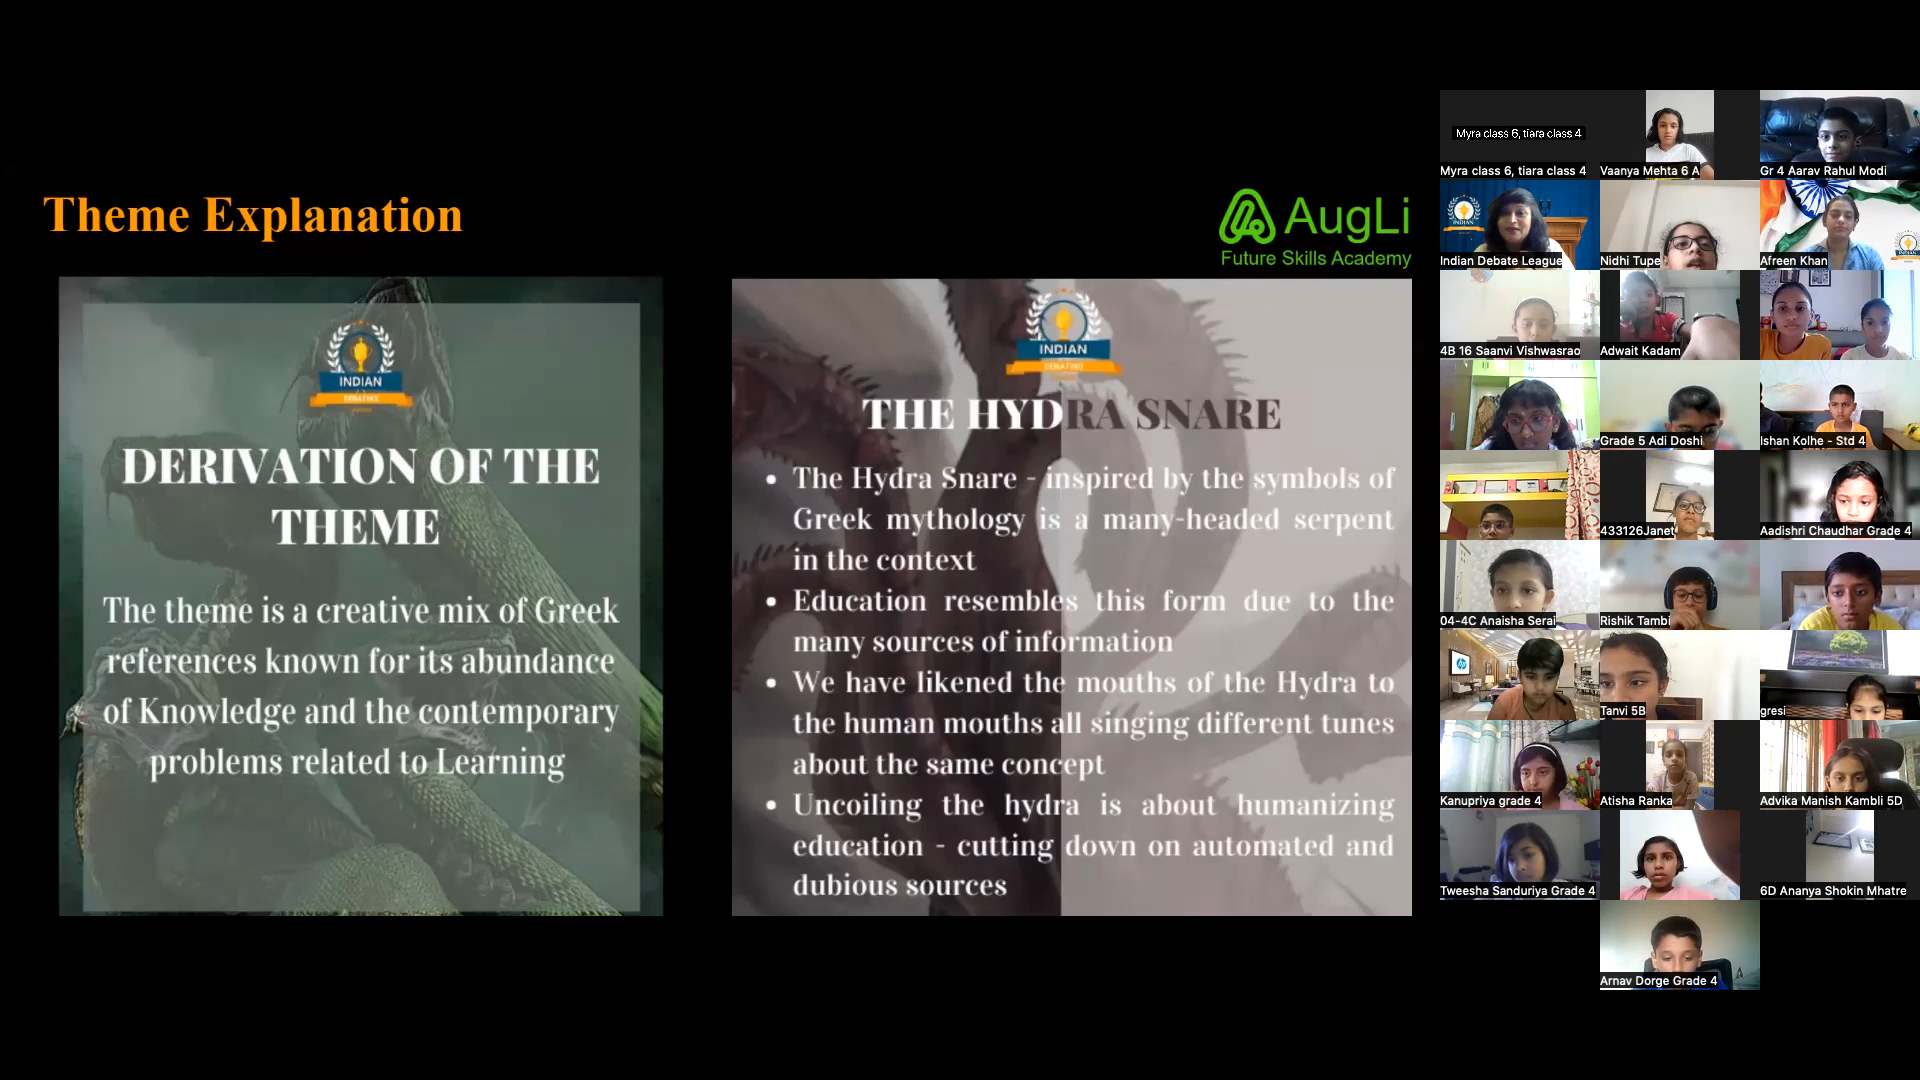 Theme Explanation
AugLi
Future Skills Academy
INDIAN
DEBATING
DERIVATION OF THE
THEME
The theme is a creative mix of Greek
references known for its abundance
of Knowledge and the contemporary
problems related to Learning
INDIAN
DEBATING
THE HYDRA SNARE
• The Hydra Snare - inspired by the symbols of
Greek mythology is a many-headed serpent
in the context
• Education resembles this form due to the
many sources of information
• We have likened the mouths of the Hydra to
the human mouths all singing different tunes
about the same concept
• Uncoiling the hydra is about humanizing
education - cutting down on automated and
dubious sources
Myra class 6, tiara class 4
Myra class 6, tiara class 4
Vaanya Mehta 6 A
Gr 4 Aarav Rahul Modi
INDIAN
Indian Debate League
Nidhi Tupe
Afreen Khan
4B 16 Saanvi Vishwasrao
Adwait Kadam
Grade 5 Adi Doshi
Ishan Kolhe - Std 4
433126Janet
Aadishri Chaudhar Grade 4
04-4C Anaisha Serai
Rishik Tambi
hp
Tanvi 5B
gresi
Kanupriya grade 4
Atisha Ranka
Advika Manish Kambli 5D
Tweesha Sanduriya Grade 4
6D Ananya Shokin Mhatre
Arnav Dorge Grade 4